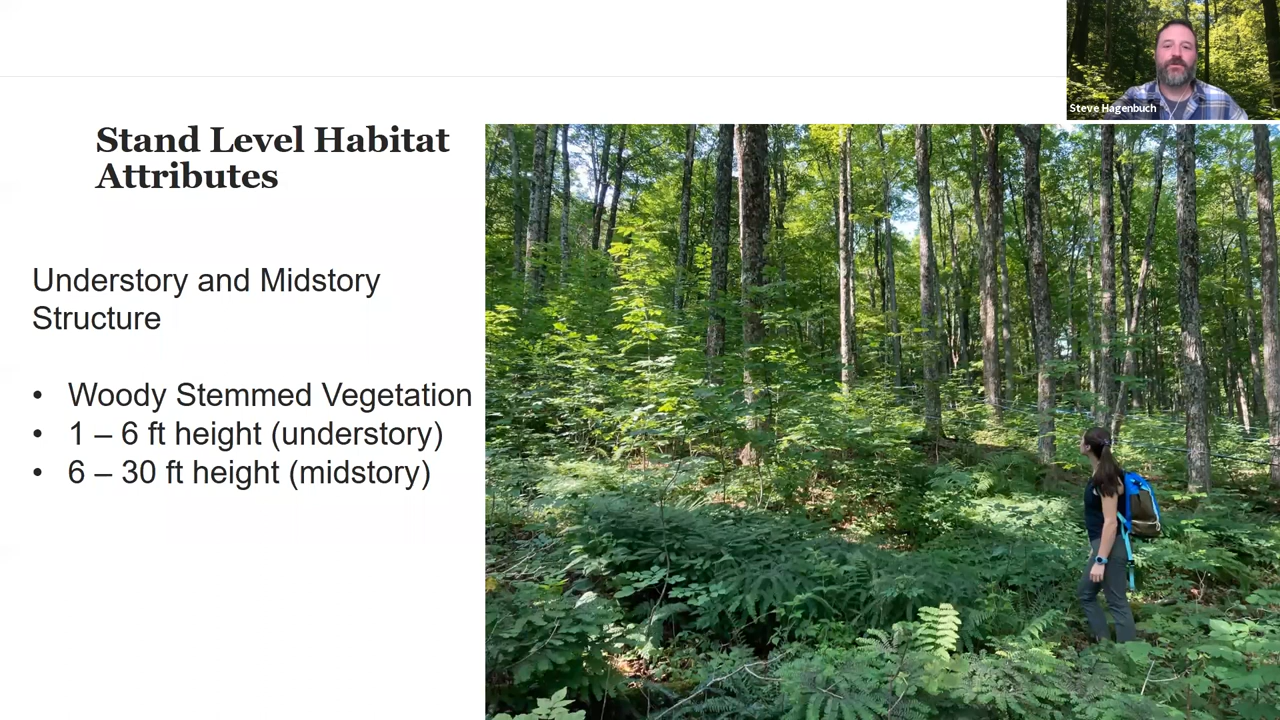 Steve Hagenbuch
Stand Level Habitat
Attributes
Understory and Midstory
Structure
• Woody Stemmed Vegetation
• 1 – 6 ft height (understory)
• 6 – 30 ft height (midstory)